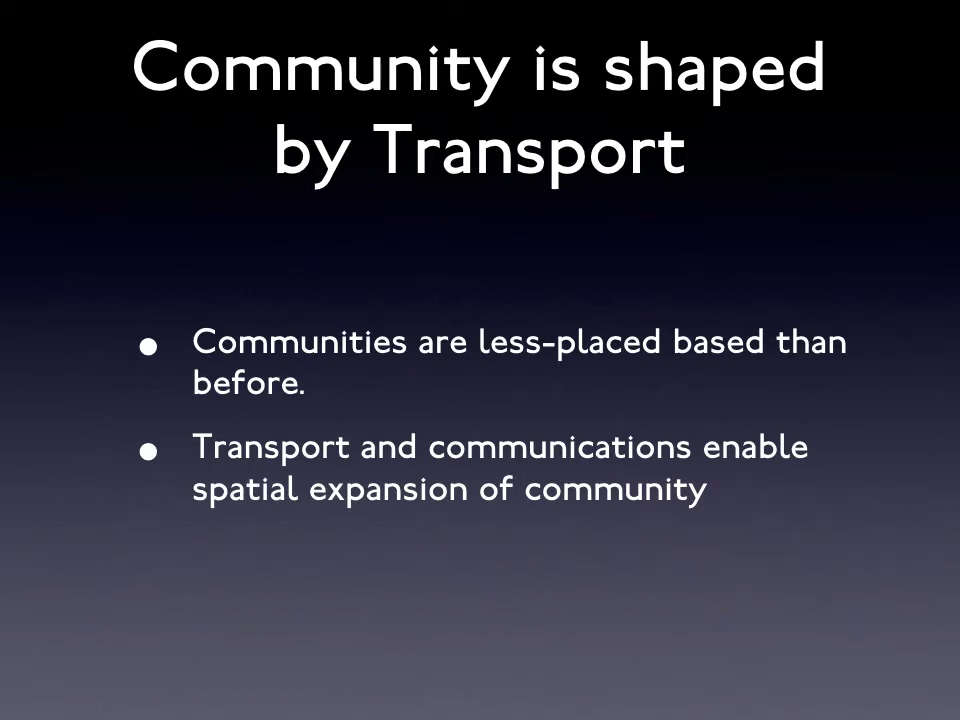 Community is shaped
by Transport
• Communities are less-placed based than
before.
• Transport and communications enable
spatial expansion of community